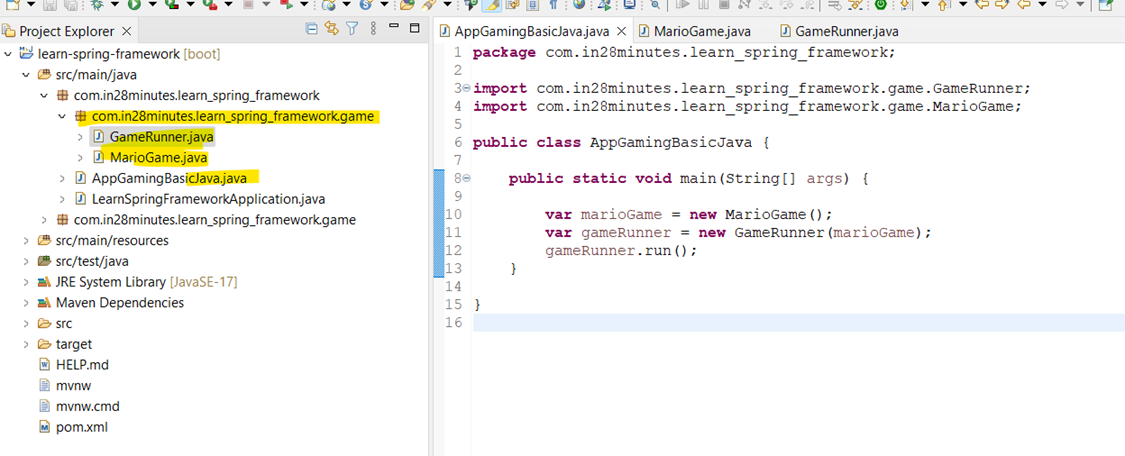 Project Explorer
learn-spring-framework [boot]
src/main/java
com.in28minutes.learn_spring_framework
com.in28minutes.learn_spring_framework.game
GameRunner.java
MarioGame.java
AppGamingBasicJava.java
LearnSpringFrameworkApplication.java
com.in28minutes.learn_spring_framework.game
src/main/resources
src/test/java
JRE System Library [JavaSE-17]
Maven Dependencies
src
target
HELP.md
mvnw
mvnw.cmd
pom.xml
AppGamingBasicJava.java MarioGame.java GameRunner.java
1 package com.in28minutes.learn_spring_framework;
2
3 import com.in28minutes.learn_spring_framework.game.GameRunner;
4 import com.in28minutes.learn_spring_framework.game.MarioGame;
5
6 public class AppGamingBasicJava {
7
8 public static void main(String[] args) {
9
10 var marioGame = new MarioGame();
11 var gameRunner = new GameRunner(marioGame);
12 gameRunner.run();
13 }
14
15 }
16